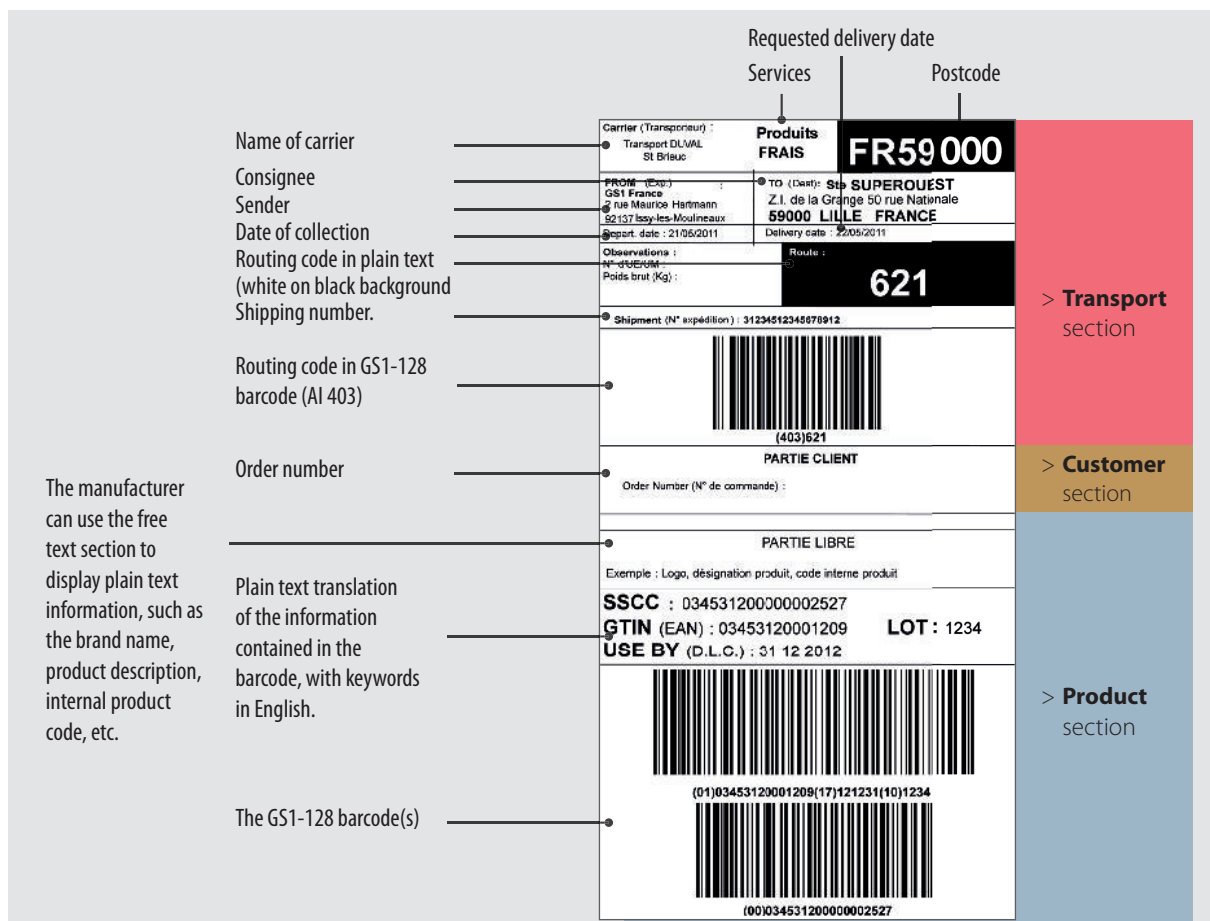 Requested delivery date
Services
Postcode
Name of carrier
Consignee
Sender
Date of collection
Routing code in plain text
(white on black background
Shipping number.
Routing code in GS1-128
barcode (AI 403)
Order number
The manufacturer
can use the free
text section to
display plain text
information, such as
the brand name,
product description,
internal product
code, etc.
Plain text translation
of the information
contained in the
barcode, with keywords
in English.
The GS1-128 barcode(s)
Carrier (Transporteur) :
Transport DUVAL
St Brieuc
Produits
FRAIS
FR59 000
FROM (Exp.) :
GS1 France
2 rue Maurice Hartmann
92137 Issy-les-Moulineaux
TO (Dest): Sté SUPEROUEST
Z.I. de la Grange 50 rue Nationale
59000 LILLE FRANCE
Depart. date : 21/05/2011
Delivery date : 22/05/2011
Observations :
N° d'UE/UM :
Poids brut (Kg) :
Route :
621
Shipment (N° expédition) : 31234512345678912
(403)621
PARTIE CLIENT
Order Number (N° de commande) :
PARTIE LIBRE
Exemple : Logo, désignation produit, code interne produit
SSCC : 034531200000002527
GTIN (EAN) : 03453120001209 LOT : 1234
USE BY (D.L.C.) : 31 12 2012
(01)03453120001209(17)121231(10)1234
(00)034531200000002527
> Transport
section
> Customer
section
> Product
section